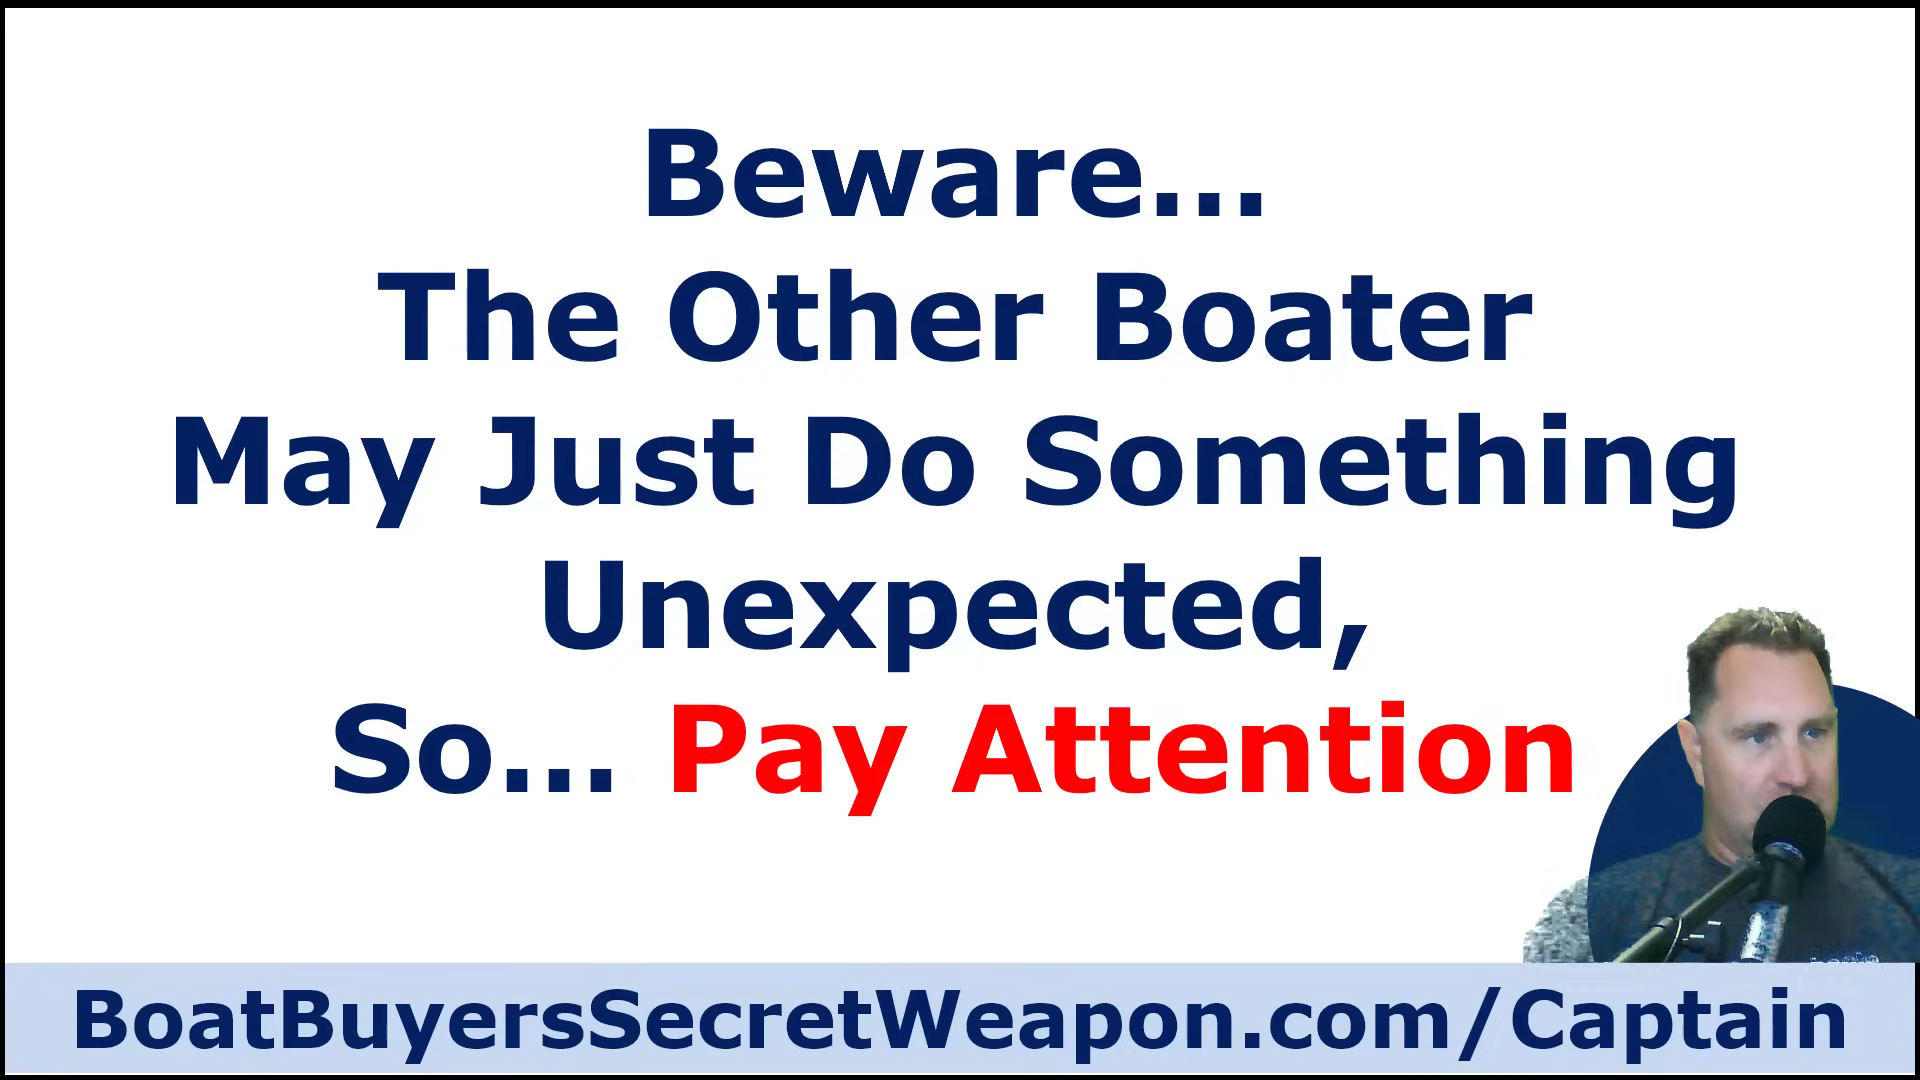 Beware...
The Other Boater
May Just Do Something
Unexpected,
So... Pay Attention
BoatBuyersSecretWeapon.com/Captain